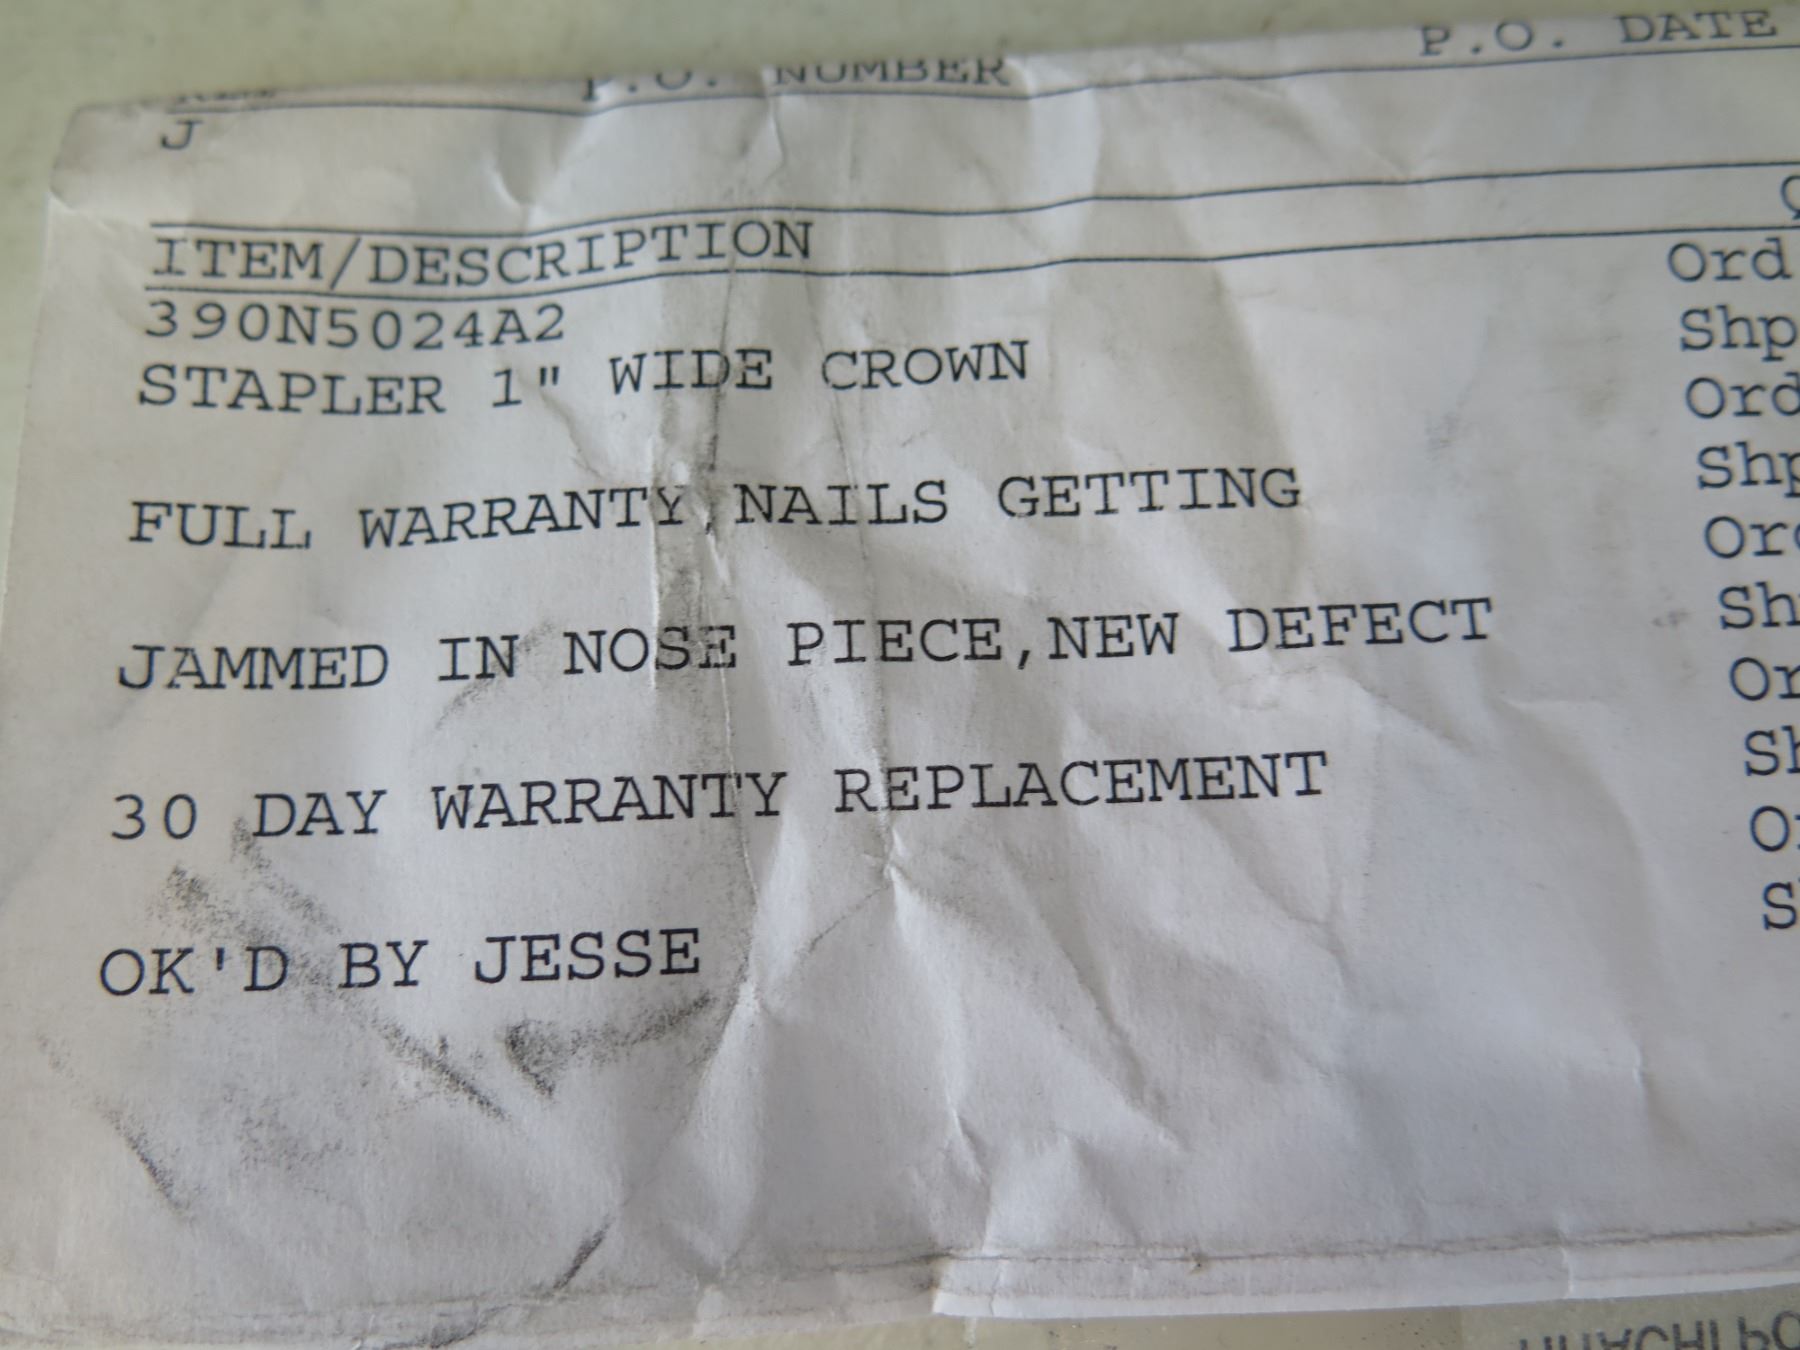 P.O. NUMBER P.O. DATE
J
ITEM/DESCRIPTION
390N5024A2 Ord
STAPLER 1" WIDE CROWN Shp
Ord
FULL WARRANTY,NAILS GETTING Shp
JAMMED IN NOSE PIECE,NEW DEFECT
30 DAY WARRANTY REPLACEMENT
OK'D BY JESSE
HITACHI